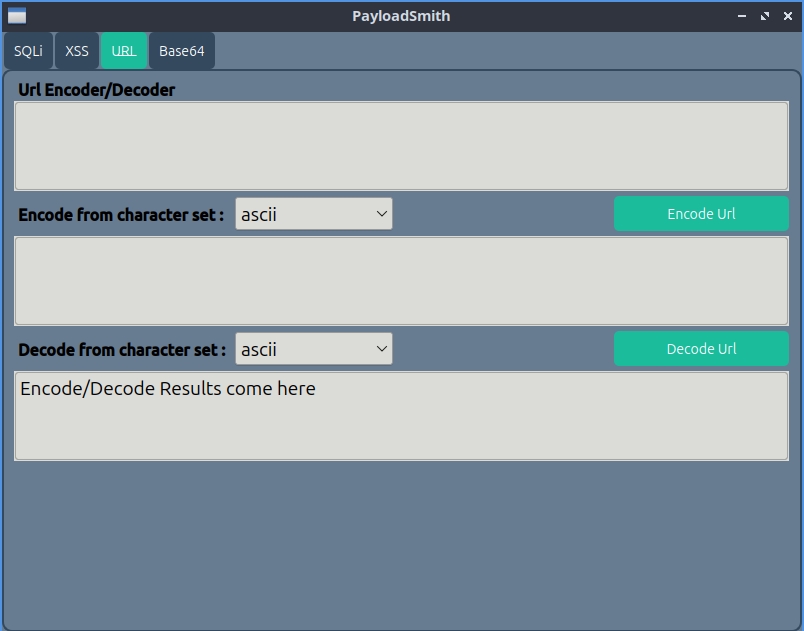 PayloadSmith
SQLi XSS URL Base64
Url Encoder/Decoder
Encode from character set : ascii Encode Url
Decode from character set : ascii Decode Url
Encode/Decode Results come here